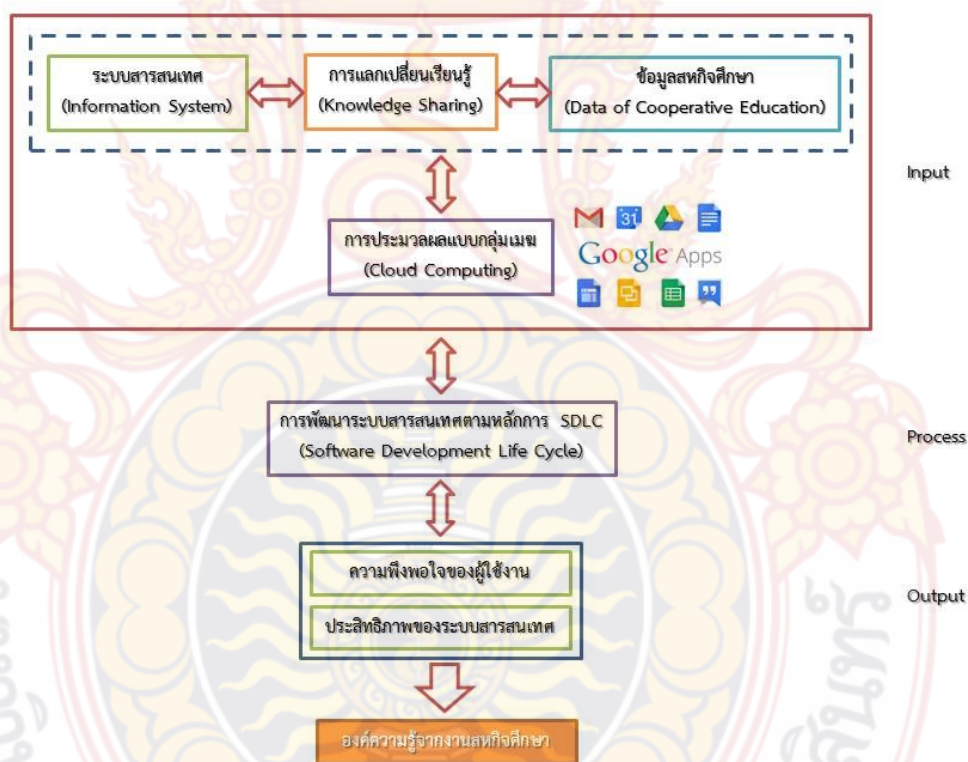 ระบบสารสนเทศ
(Information System)
การแลกเปลี่ยนเรียนรู้
(Knowledge Sharing)
ข้อมูลสหกิจศึกษา
(Data of Cooperative Education)
Input
การประมวลผลแบบกลุ่มเมฆ
(Cloud Computing)
31
Google Apps
การพัฒนาระบบสารสนเทศตามหลักการ SDLC
(Software Development Life Cycle)
Process
ความพึงพอใจของผู้ใช้งาน
ประสิทธิภาพของระบบสารสนเทศ
Output
องค์ความรู้จากงานสหกิจศึกษา